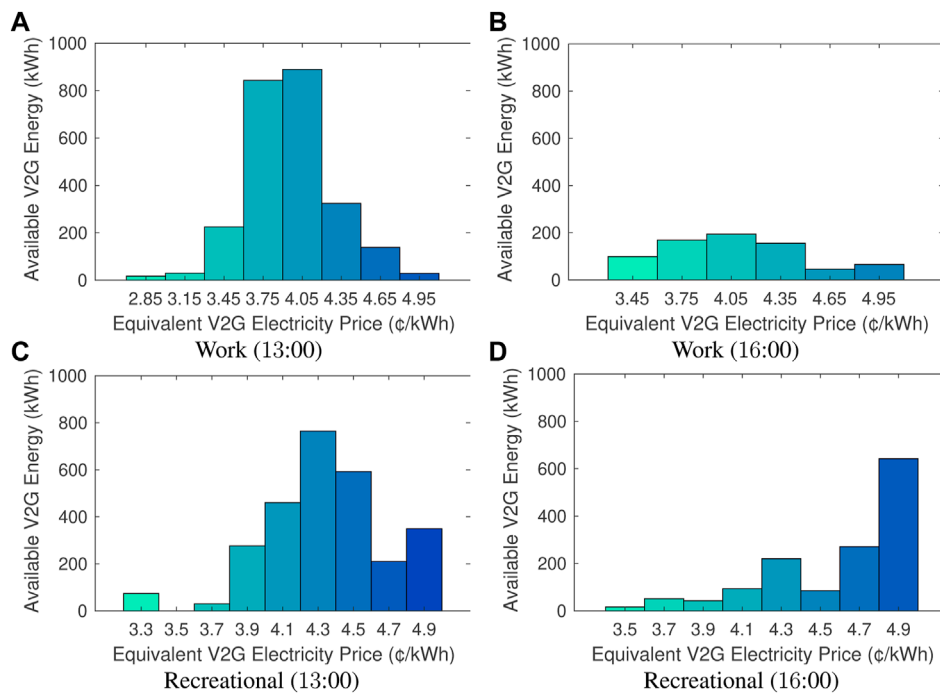 A
Available V2G Energy (kWh)
1000
800
600
400
200
0
2.85 3.15 3.45 3.75 4.05 4.35 4.65 4.95
Equivalent V2G Electricity Price (¢/kWh)
Work (13:00)
B
Available V2G Energy (kWh)
1000
800
600
400
200
0
3.45 3.75 4.05 4.35 4.65 4.95
Equivalent V2G Electricity Price (¢/kWh)
Work (16:00)
C
Available V2G Energy (kWh)
1000
800
600
400
200
0
3.3 3.5 3.7 3.9 4.1 4.3 4.5 4.7 4.9
Equivalent V2G Electricity Price (¢/kWh)
Recreational (13:00)
D
Available V2G Energy (kWh)
1000
800
600
400
200
0
3.5 3.7 3.9 4.1 4.3 4.5 4.7 4.9
Equivalent V2G Electricity Price (¢/kWh)
Recreational (16:00)